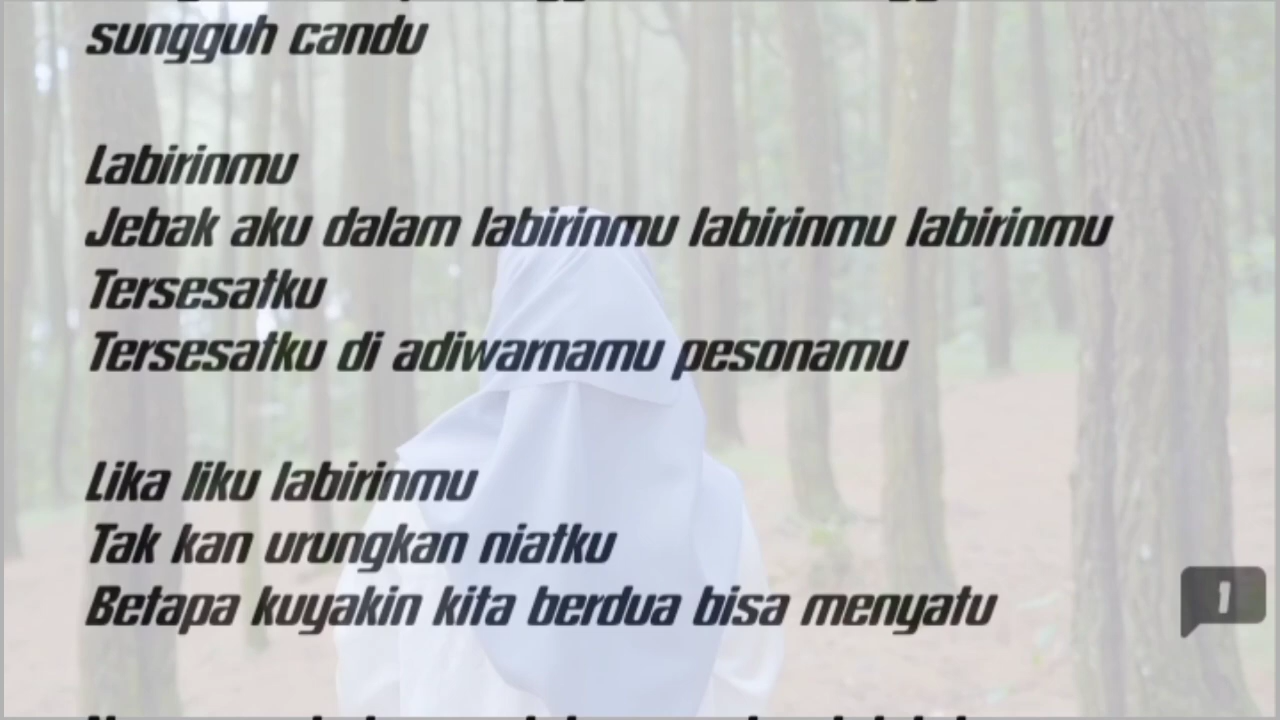 sungguh candu
Labirinmu
Jebak aku dalam labirinmu labirinmu labirinmu
Tersesatku
Tersesatku di adiwarnamu pesonamu
Lika liku labirinmu
Tak kan urungkan niatku
Betapa kuyakin kita berdua bisa menyatu
1